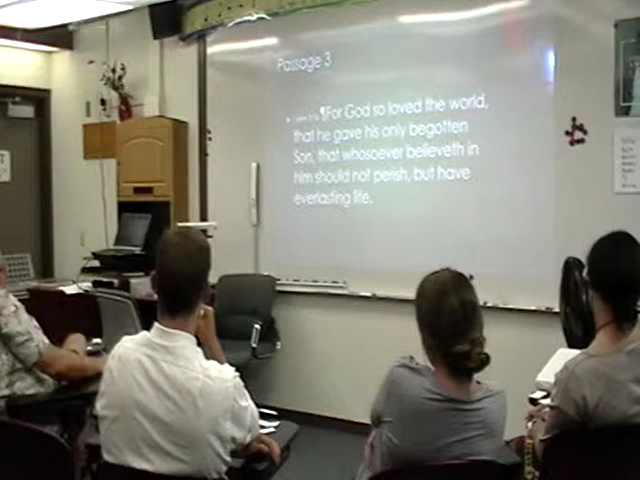 Passage 3
¶For God so loved the world,
that he gave his only begotten
Son, that whosoever believeth in
him should not perish, but have
everlasting life.